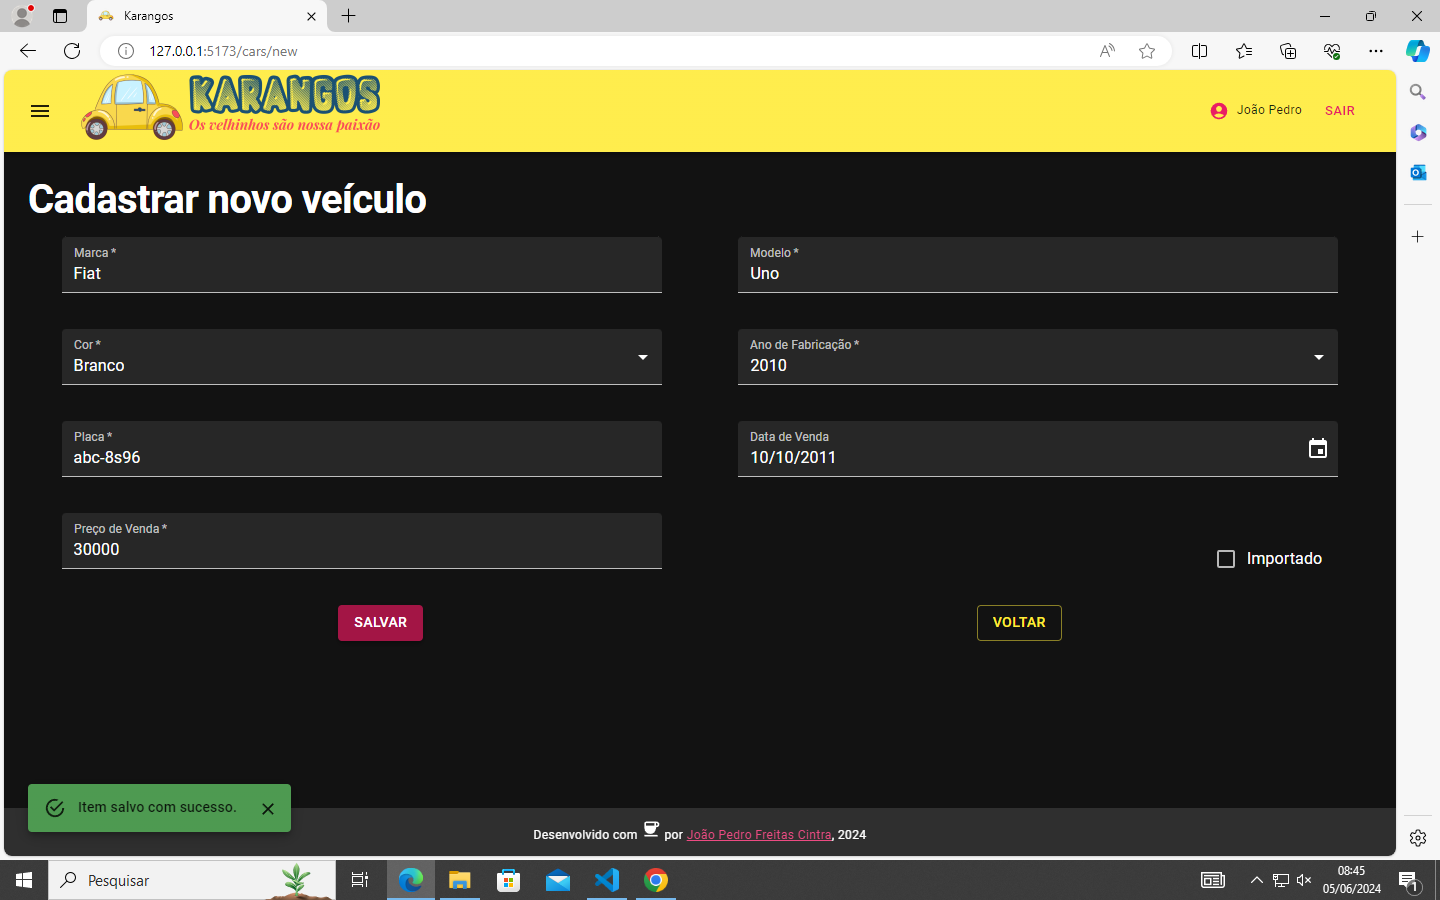 Karangos
127.0.0.1:5173/cars/new
KARANGOS
Os velhinhos são nossa paixão
João Pedro
SAIR
Cadastrar novo veículo
Marca *
Fiat
Modelo *
Uno
Cor *
Branco
Ano de Fabricação *
2010
Placa *
abc-8s96
Data de Venda
10/10/2011
Preço de Venda *
30000
Importado
SALVAR
VOLTAR
Item salvo com sucesso.
Desenvolvido com por João Pedro Freitas Cintra, 2024
Pesquisar
08:45
05/06/2024
1